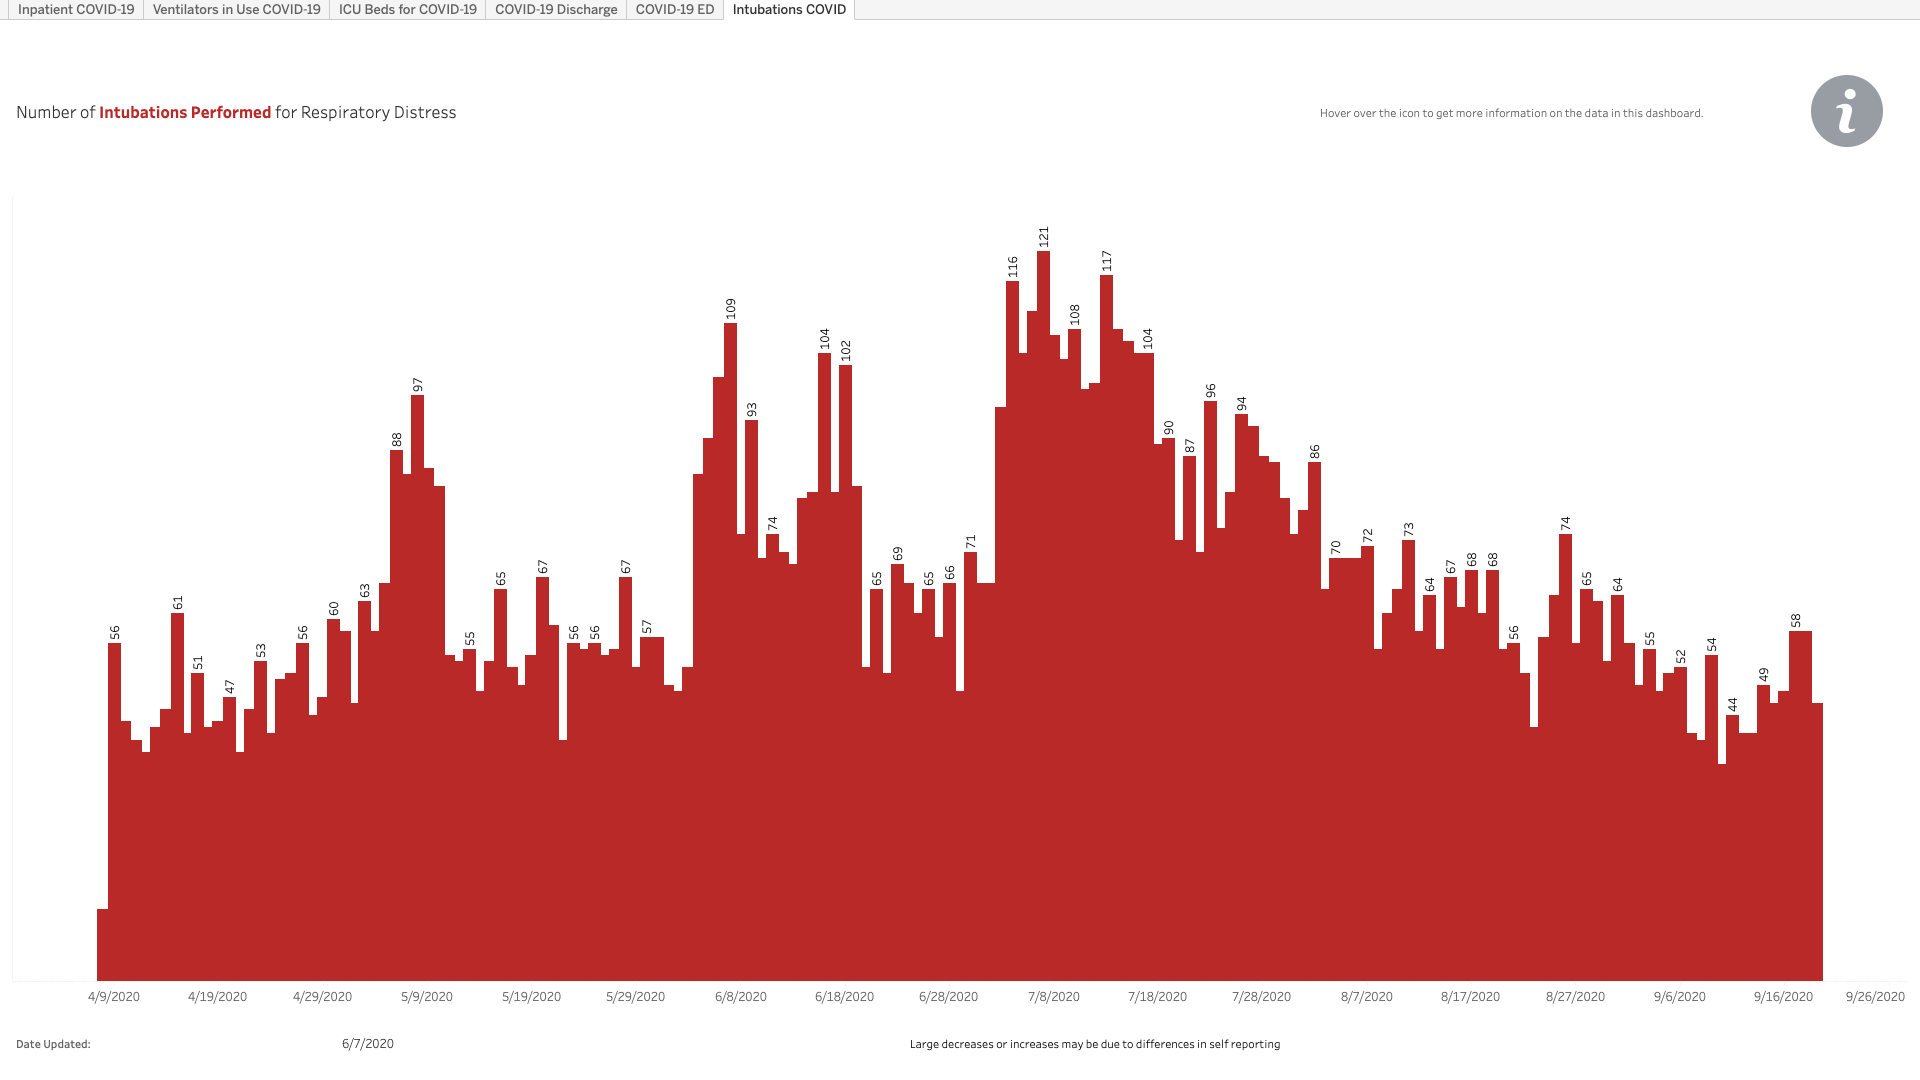 Inpatient COVID-19 Ventilators in Use COVID-19 ICU Beds for COVID-19 COVID-19 Discharge COVID-19 ED Intubations COVID
Number of Intubations Performed for Respiratory Distress
Hover over the icon to get more information on the data in this dashboard.
i
56 61 51 47 53 56 60 63 88 97 55 65 67 56 56 67 57 109 93 74 104 102 65 69 65 66 71 116 121 108 117 104 90 87 96 94 86 70 72 73 64 67 68 68 56 74 65 64 55 52 54 44 49 58
4/9/2020 4/19/2020 4/29/2020 5/9/2020 5/19/2020 5/29/2020 6/8/2020 6/18/2020 6/28/2020 7/8/2020 7/18/2020 7/28/2020 8/7/2020 8/17/2020 8/27/2020 9/6/2020 9/16/2020 9/26/2020
Date Updated: 6/7/2020
Large decreases or increases may be due to differences in self reporting